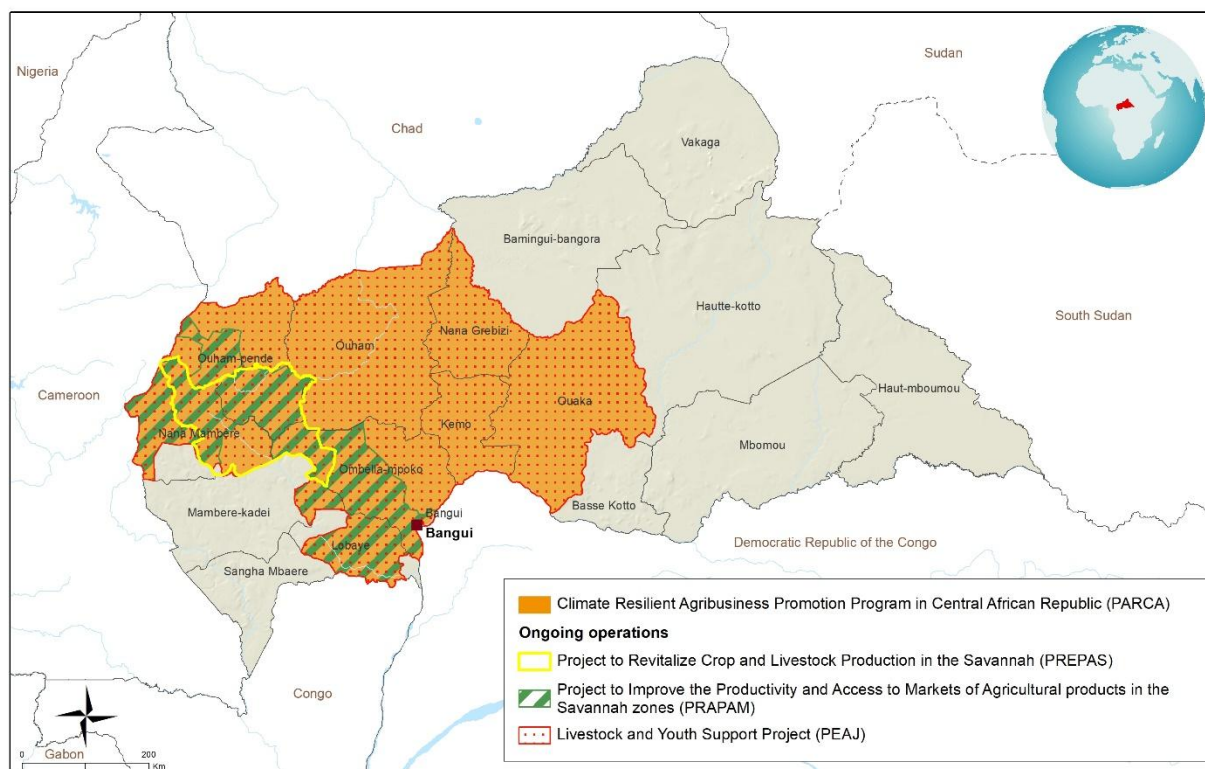 Nigeria
Sudan
Chad
Vakaga
Bamingui-bangora
Hautte-kotto
South Sudan
Nana Grebizi
Ouham
Ouham-pende
Cameroon
Haut-mboumou
Ouaka
Kemo
Nana Mambere
Mbomou
Ombella-mpoko
Basse Kotto
Mambere-kadei
Bangui
Bangui
Lobaye
Democratic Republic of the Congo
Sangha Mbaere
Climate Resilient Agribusiness Promotion Program in Central African Republic (PARCA)
Ongoing operations
Project to Revitalize Crop and Livestock Production in the Savannah (PREPAS)
Project to Improve the Productivity and Access to Markets of Agricultural products in the
Savannah zones (PRAPAM)
Livestock and Youth Support Project (PEAJ)
Congo
Gabon
0 200
Km